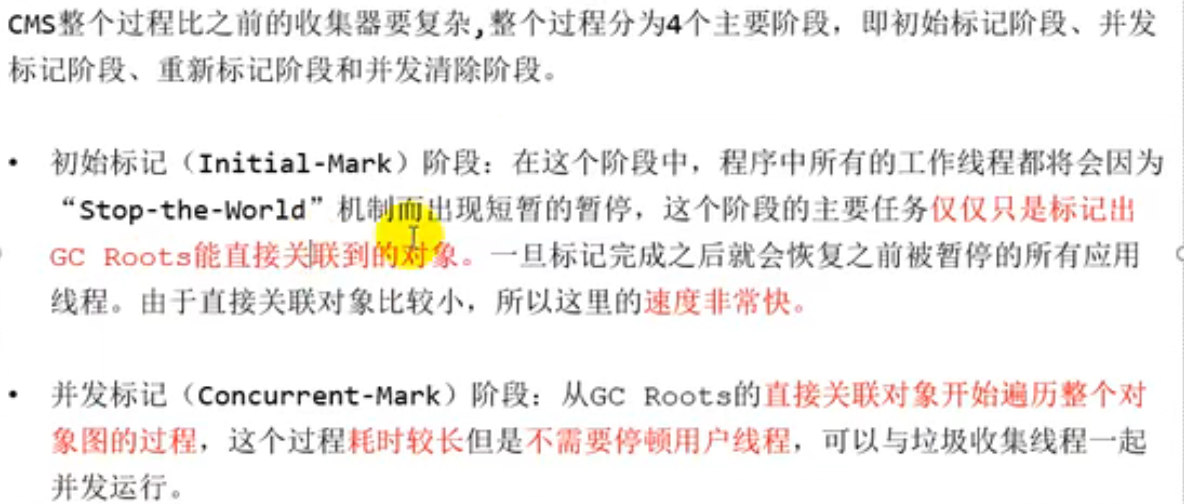 CMS整个过程比之前的收集器要复杂,整个过程分为4个主要阶段，即初始标记阶段、并发
标记阶段、重新标记阶段和并发清除阶段。
• 初始标记（Initial-Mark）阶段：在这个阶段中，程序中所有的工作线程都将会因为
“Stop-the-World”机制而出现短暂的暂停，这个阶段的主要任务仅仅只是标记出
GC Roots能直接关联到的对象。一旦标记完成之后就会恢复之前被暂停的所有应用
线程。由于直接关联对象比较小，所以这里的速度非常快。
• 并发标记（Concurrent-Mark）阶段：从GC Roots的直接关联对象开始遍历整个对
象图的过程，这个过程耗时较长但是不需要停顿用户线程，可以与垃圾收集线程一起
并发运行。